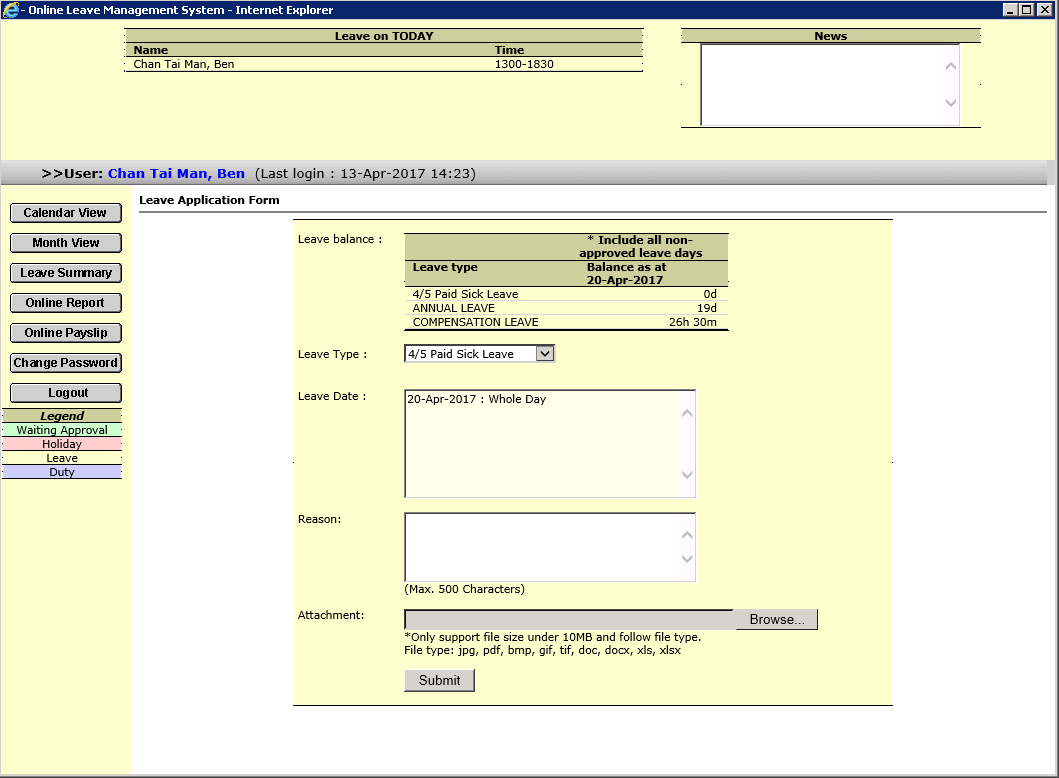 - Online Leave Management System - Internet Explorer
Leave on TODAY
Name Time
Chan Tai Man, Ben 1300-1830
News
>>User: Chan Tai Man, Ben (Last login : 13-Apr-2017 14:23)
Calendar View
Month View
Leave Summary
Online Report
Online Payslip
Change Password
Logout
Legend
Waiting Approval
Holiday
Leave
Duty
Leave Application Form
Leave balance :
* Include all non-
approved leave days
Leave type Balance as at
20-Apr-2017
4/5 Paid Sick Leave 0d
ANNUAL LEAVE 19d
COMPENSATION LEAVE 26h 30m
Leave Type : 4/5 Paid Sick Leave
Leave Date : 20-Apr-2017 : Whole Day
Reason:
(Max. 500 Characters)
Attachment: Browse...
*Only support file size under 10MB and follow file type.
File type: jpg, pdf, bmp, gif, tif, doc, docx, xls, xlsx
Submit